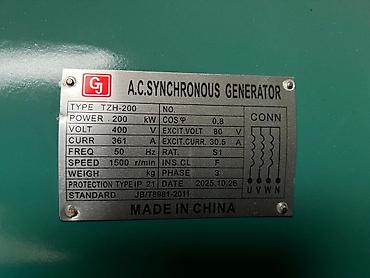 GJ A.C.SYNCHRONOUS GENERATOR
TYPE TZH-200 NO.
POWER 200 kW COSφ 0.8
VOLT 400 V EXCIT.VOLT 80 V
CURR 361 A EXCIT.CURR. 30.5 A
FREQ 50 Hz RAT. S1
SPEED 1500 r/min INS.CL F
WEIGH kg PHASE 3
PROTECTION TYPE IP 21 DATE 2025.10.26
STANDARD JB/T8981-2011
CONN
U V W N
MADE IN CHINA